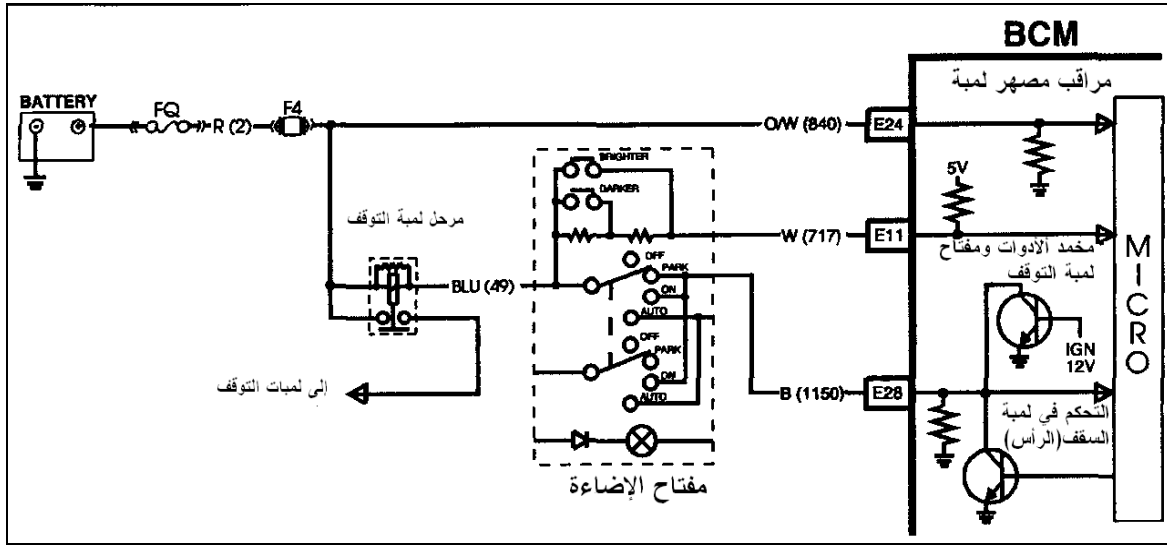 BCM
مراقب مصهر لمبة
BATTERY
FQ
R (2)
F4
O/W (840)
E24
BRIGHTER
DARKER
5V
مرحل لمبة التوقف
W (717)
E11
مخمد الأدوات ومفتاح
لمبة التوقف
MICRO
OFF
PARK
BLU (49)
ON
AUTO
OFF
PARK
ON
AUTO
IGN
12V
إلى لمبات التوقف
B (1150)
E28
التحكم في لمبة
السقف(الرأس)
مفتاح الإضاءة